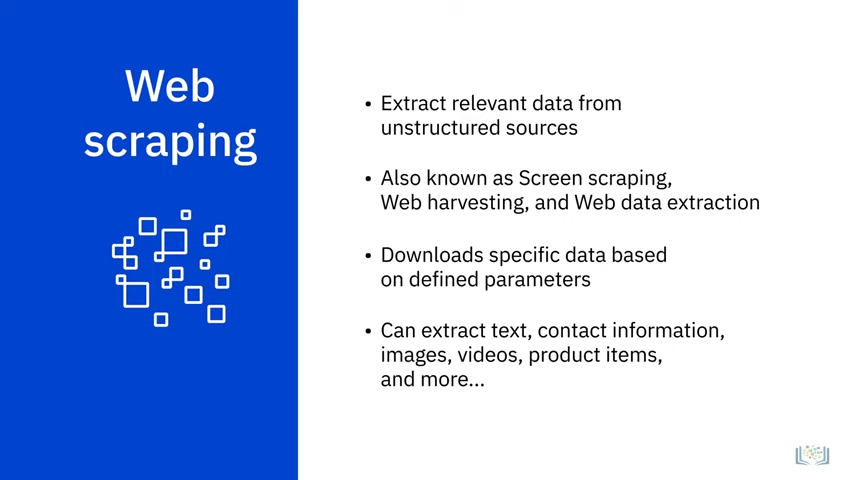 Web
scraping
• Extract relevant data from
unstructured sources
• Also known as Screen scraping,
Web harvesting, and Web data extraction
• Downloads specific data based
on defined parameters
• Can extract text, contact information,
images, videos, product items,
and more...